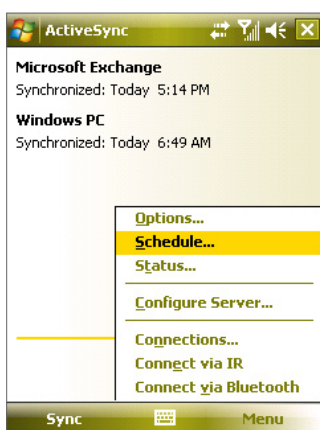 ActiveSync
Microsoft Exchange
Synchronized: Today 5:14 PM
Windows PC
Synchronized: Today 6:49 AM
Options...
Schedule...
Status...
Configure Server...
Connections...
Connect via IR
Connect via Bluetooth
Sync Menu